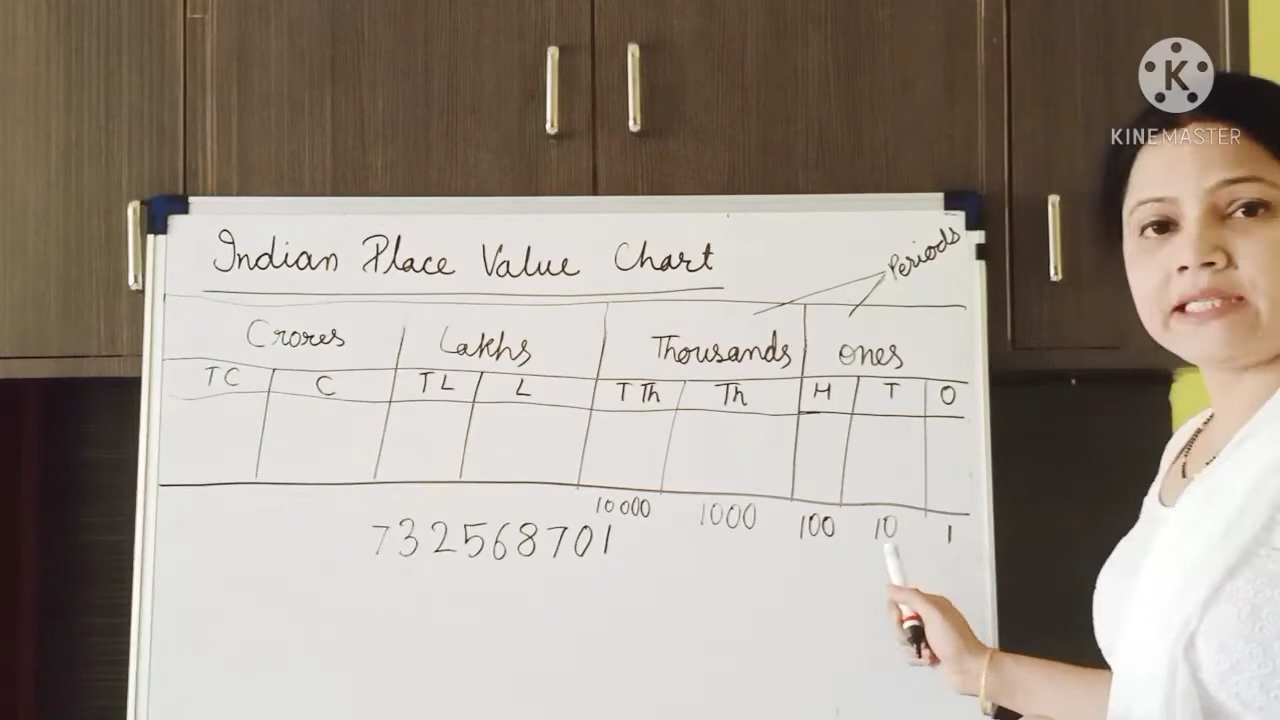 KINEMASTER
Indian Place Value Chart
Periods
Crores Lakhs Thousands ones
TC C TL L T Th Th H T O
10000 1000 100 10 1
732568701